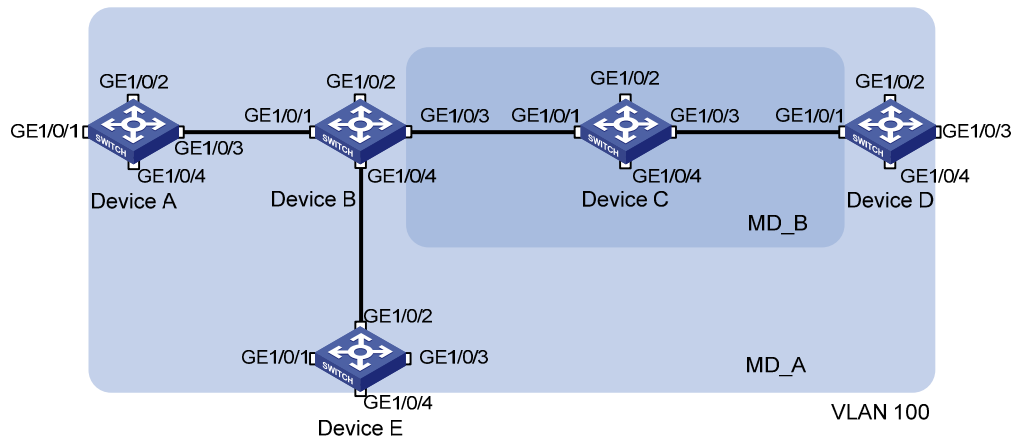 GE1/0/2
GE1/0/1
SWITCH
GE1/0/3
GE1/0/4
Device A
GE1/0/2
GE1/0/1
SWITCH
GE1/0/3
GE1/0/4
Device B
GE1/0/2
GE1/0/1
SWITCH
GE1/0/3
GE1/0/4
Device C
MD_B
GE1/0/2
GE1/0/1
SWITCH
GE1/0/3
GE1/0/4
Device D
GE1/0/2
GE1/0/1
SWITCH
GE1/0/3
GE1/0/4
Device E
MD_A
VLAN 100